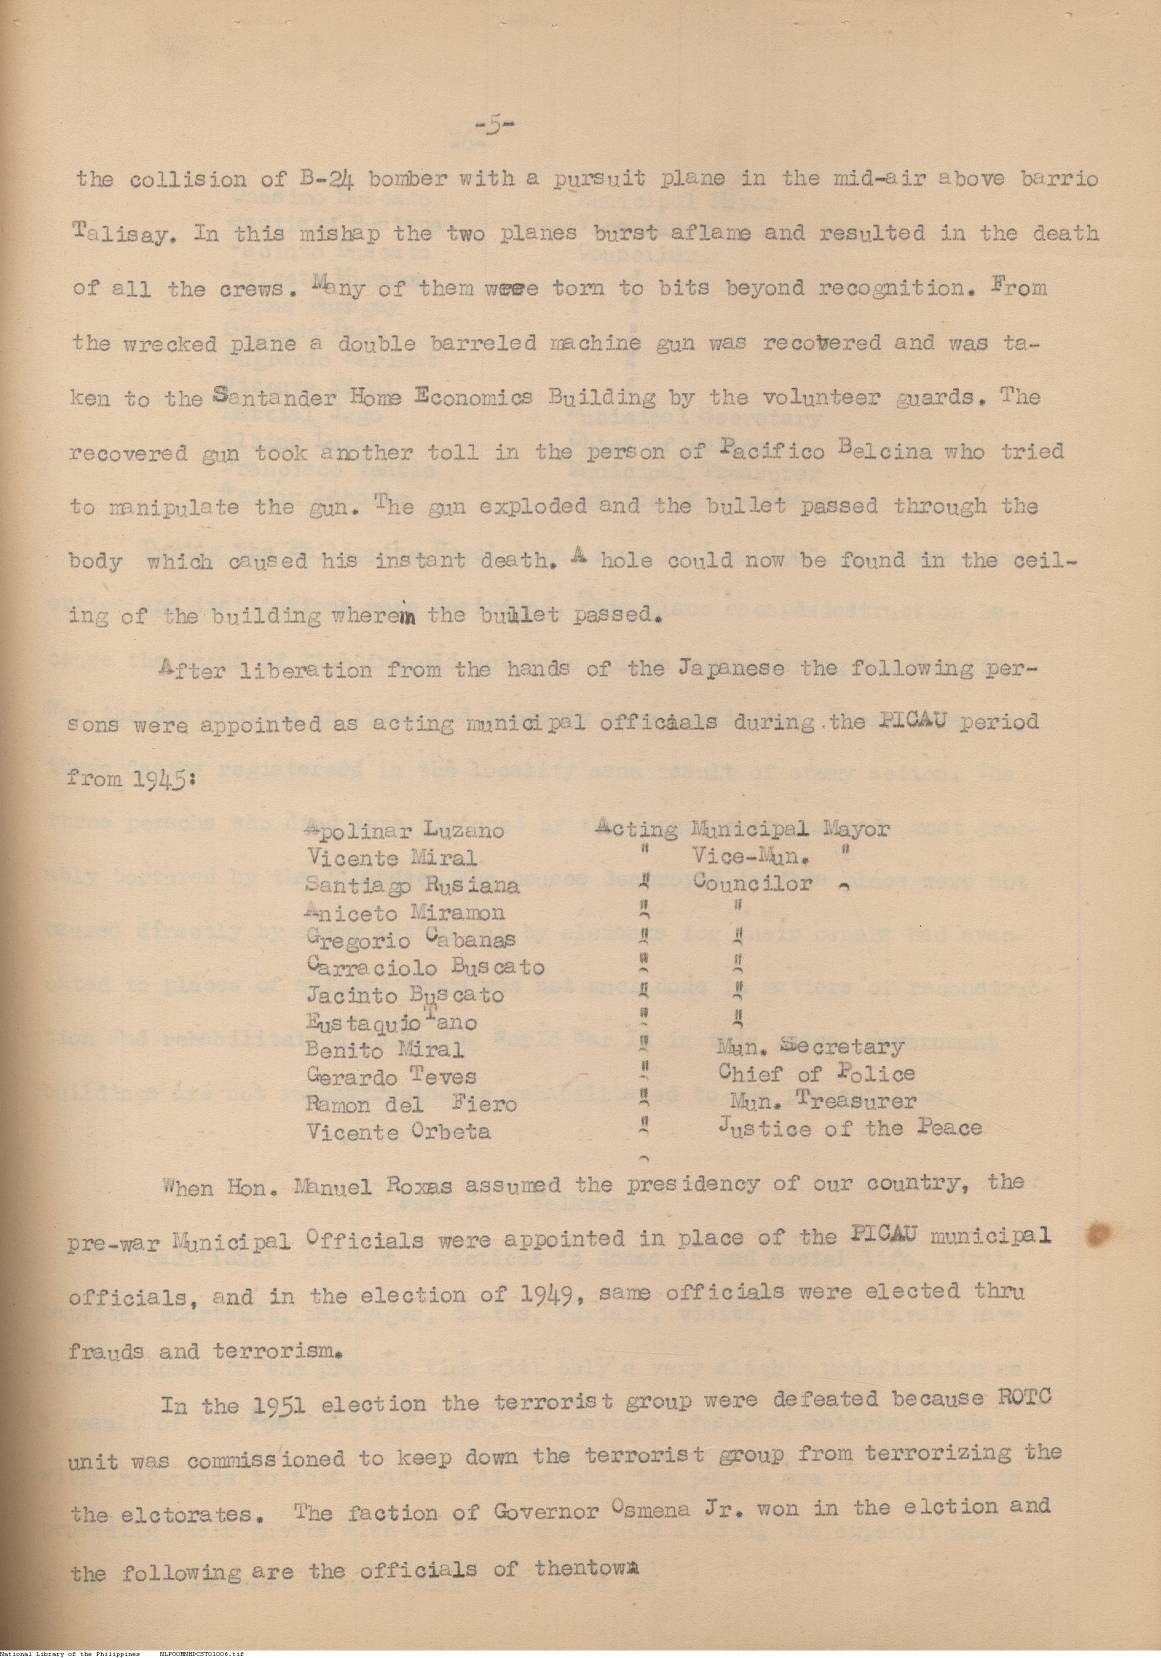 -5-
the collision of B-24 bomber with a pursuit plane in the mid-air above barrio
Talisay. In this mishap the two planes burst aflame and resulted in the death
of all the crews. Many of them were torn to bits beyond recognition. From
the wrecked plane a double barreled machine gun was recovered and was ta-
ken to the Santander Home Economics Building by the volunteer guards. The
recovered gun took another toll in the person of Pacifico Belcina who tried
to manipulate the gun. The gun exploded and the bullet passed through the
body which caused his instant death. A hole could now be found in the ceil-
ing of the building wherein the bullet passed.
After liberation from the hands of the Japanese the following per-
sons were appointed as acting municipal officials during the PICAU period
from 1945:
Apolinar Luzano Acting Municipal Mayor
Vicente Miral " Vice-Mun. "
Santiago Rusiana " Councilor
Aniceto Miramon " "
Gregorio Cabanas " "
Carraciolo Buscato " "
Jacinto Buscato " "
Eustaquio Tano " "
Benito Miral " Mun. Secretary
Gerardo Teves " Chief of Police
Ramon del Fiero " Mun. Treasurer
Vicente Orbeta " Justice of the Peace
When Hon. Manuel Roxas assumed the presidency of our country, the
pre-war Municipal Officials were appointed in place of the PICAU municipal
officials, and in the election of 1949, same officials were elected thru
frauds and terrorism.
In the 1951 election the terrorist group were defeated because ROTC
unit was commissioned to keep down the terrorist group from terrorizing the
the elctorates. The faction of Governor Osmena Jr. won in the elction and
the following are the officials of thentown
National Library of the Philippines NLPOOMNHDCST01006.tif